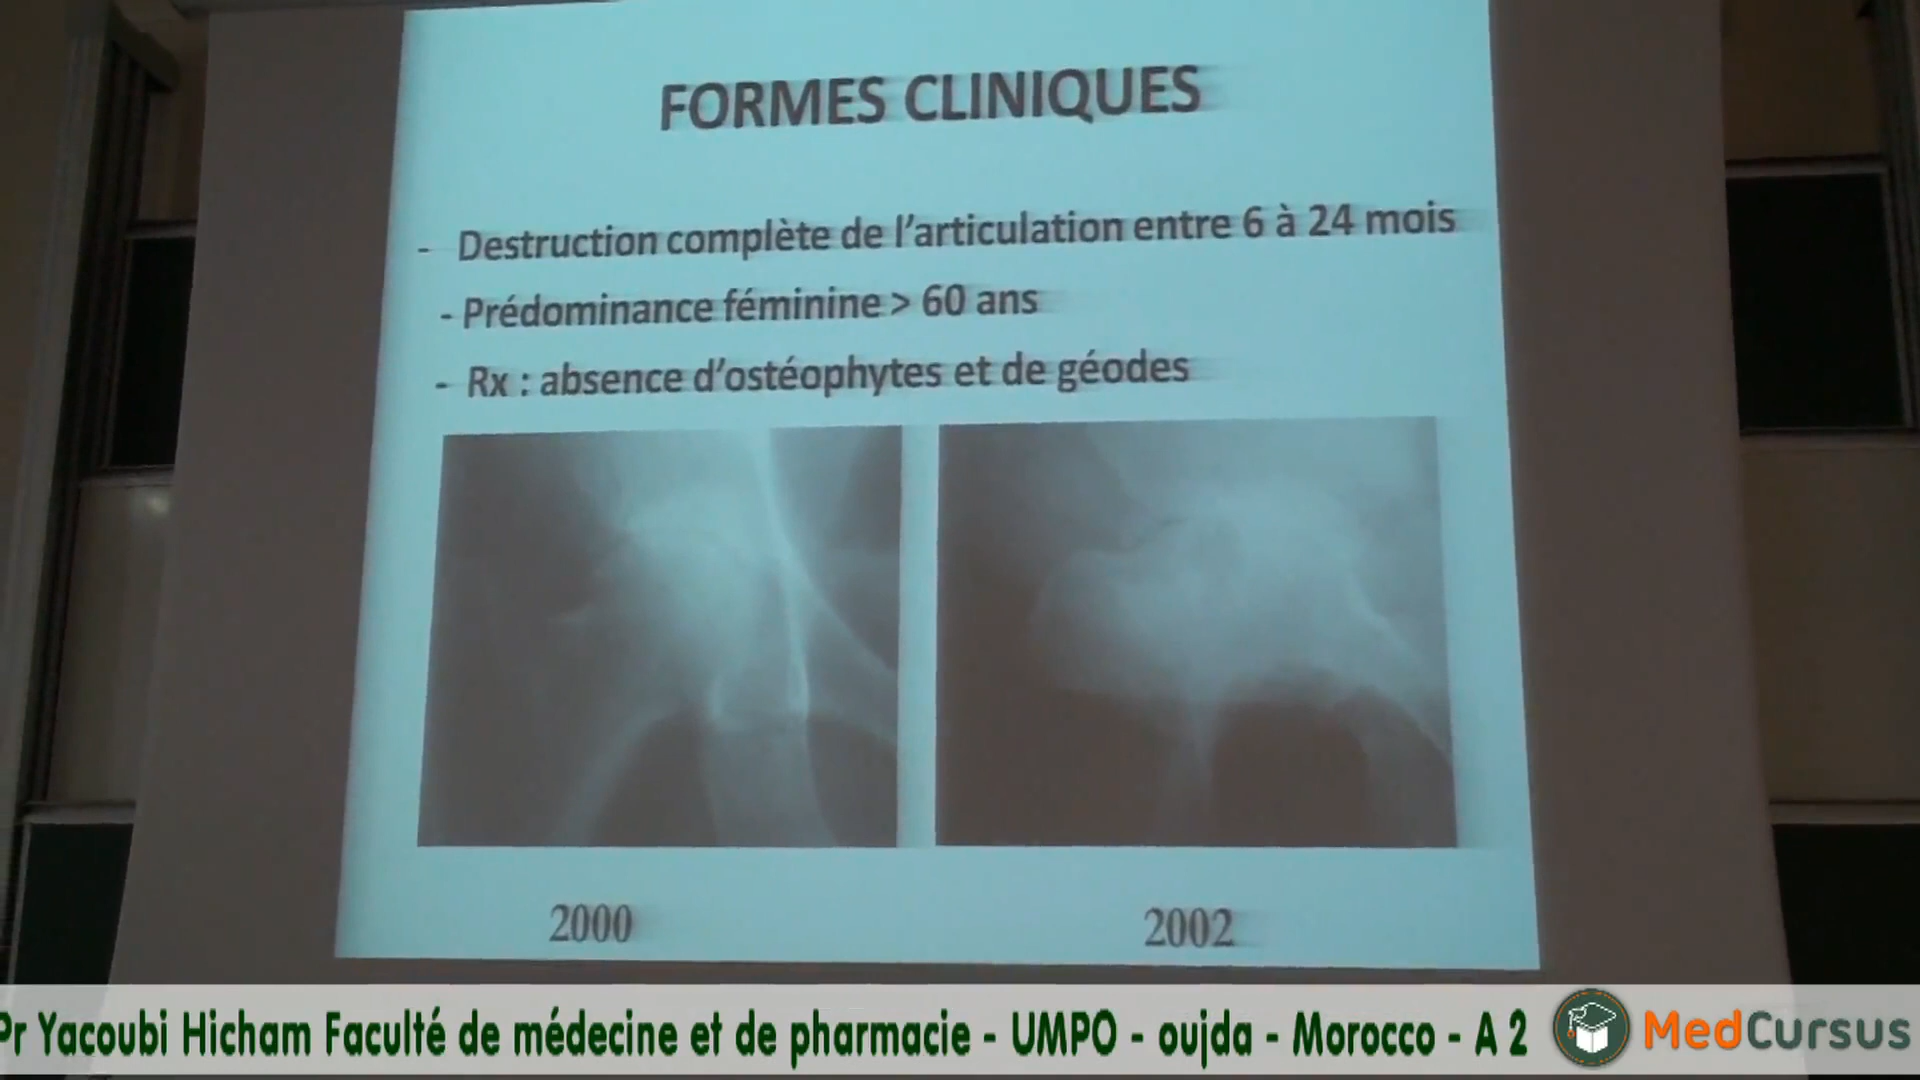 FORMES CLINIQUES
- Destruction complète de l'articulation entre 6 à 24 mois
- Prédominance féminine > 60 ans
- Rx : absence d'ostéophytes et de géodes
2000
2002
Pr Yacoubi Hicham Faculté de médecine et de pharmacie - UMPO - oujda - Morocco - A 2
MedCursus